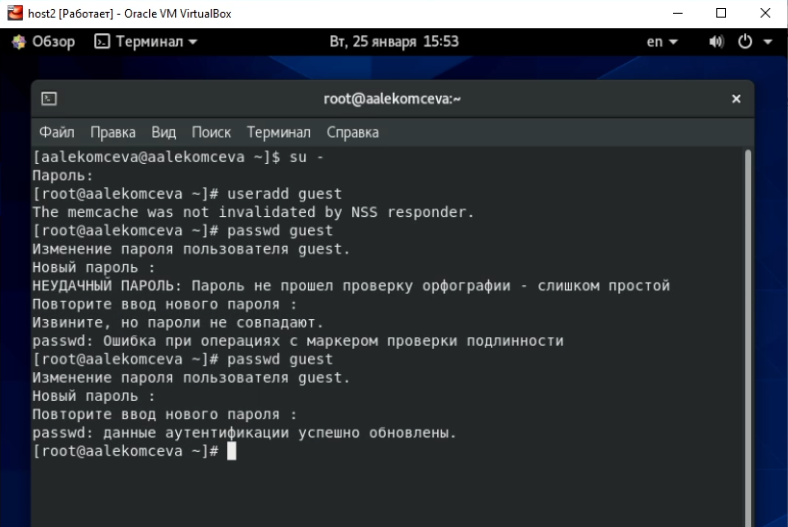 host2 [Работает] - Oracle VM VirtualBox
Обзор Терминал Вт, 25 января 15:53 en
root@aalekomceva:~
Файл Правка Вид Поиск Терминал Справка
[aalekomceva@aalekomceva ~]$ su -
Пароль:
[root@aalekomceva ~]# useradd guest
The memcache was not invalidated by NSS responder.
[root@aalekomceva ~]# passwd guest
Изменение пароля пользователя guest.
Новый пароль :
НЕУДАЧНЫЙ ПАРОЛЬ: Пароль не прошел проверку орфографии - слишком простой
Повторите ввод нового пароля :
Извините, но пароли не совпадают.
passwd: Ошибка при операциях с маркером проверки подлинности
[root@aalekomceva ~]# passwd guest
Изменение пароля пользователя guest.
Новый пароль :
Повторите ввод нового пароля :
passwd: данные аутентификации успешно обновлены.
[root@aalekomceva ~]#